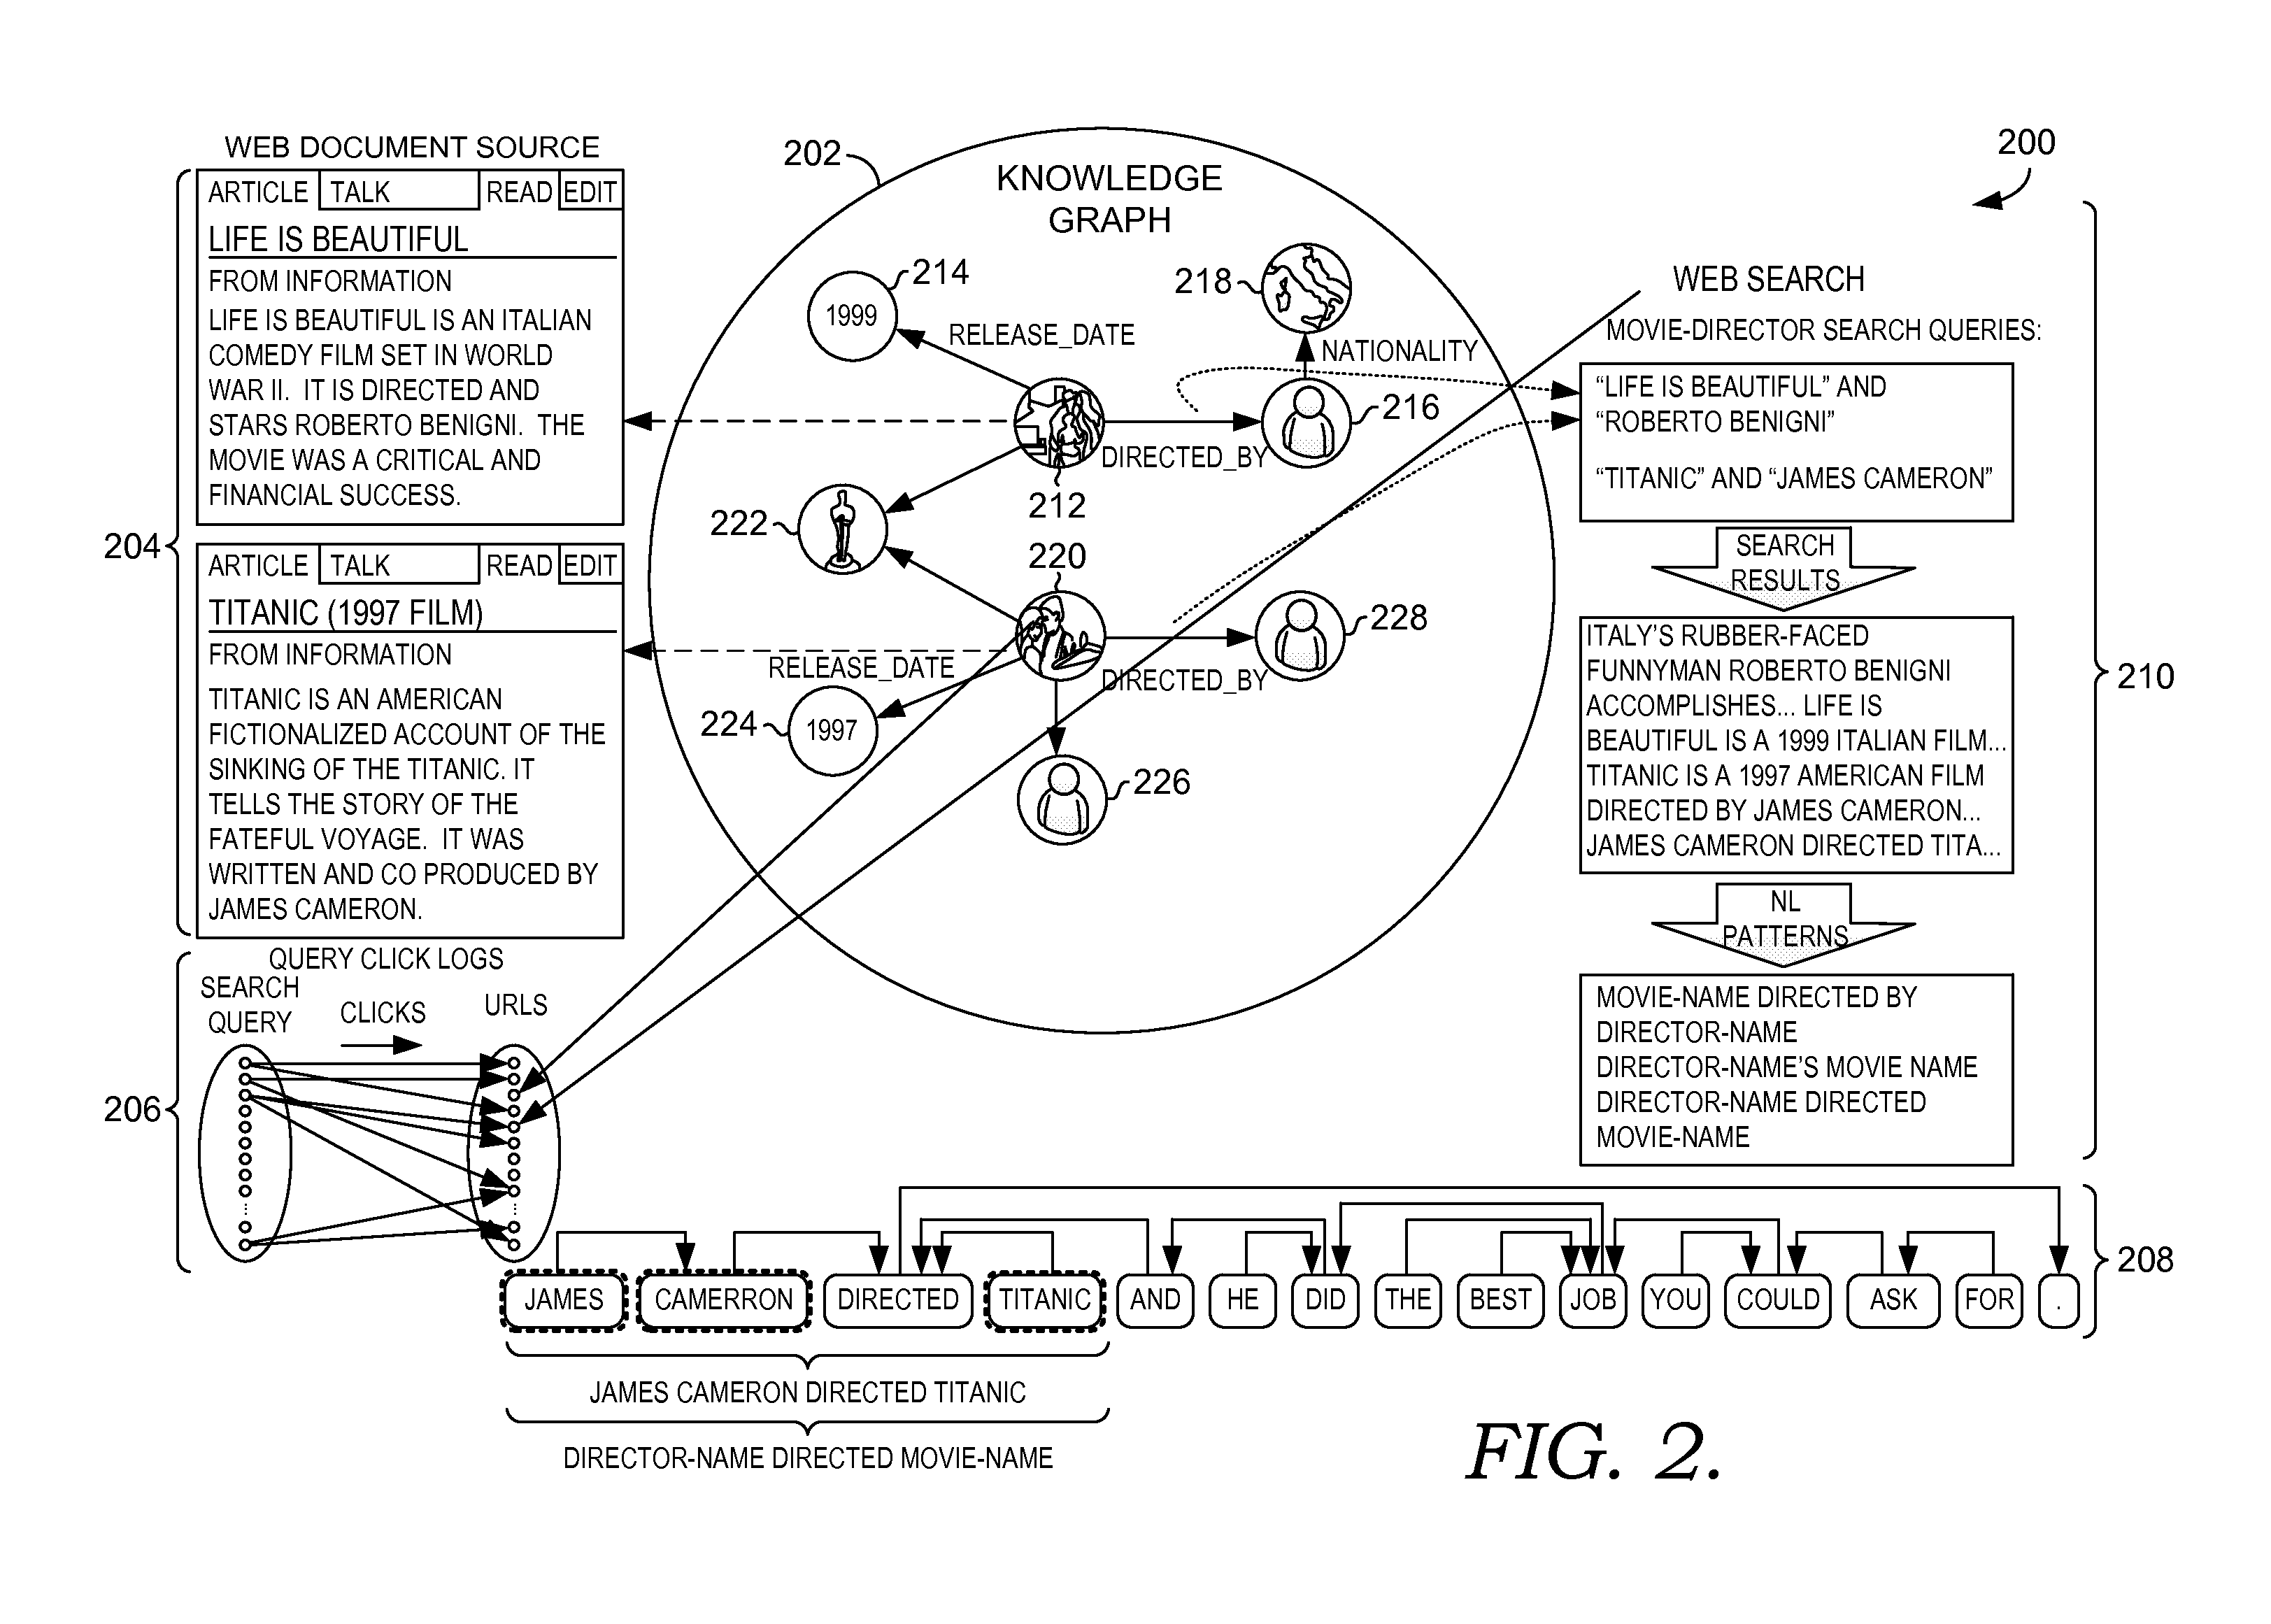 WEB DOCUMENT SOURCE
ARTICLE TALK READ EDIT
LIFE IS BEAUTIFUL
FROM INFORMATION
LIFE IS BEAUTIFUL IS AN ITALIAN
COMEDY FILM SET IN WORLD
WAR II. IT IS DIRECTED AND
STARS ROBERTO BENIGNI. THE
MOVIE WAS A CRITICAL AND
FINANCIAL SUCCESS.
204
ARTICLE TALK READ EDIT
TITANIC (1997 FILM)
FROM INFORMATION
TITANIC IS AN AMERICAN
FICTIONALIZED ACCOUNT OF THE
SINKING OF THE TITANIC. IT
TELLS THE STORY OF THE
FATEFUL VOYAGE. IT WAS
WRITTEN AND CO PRODUCED BY
JAMES CAMERON.
QUERY CLICK LOGS
SEARCH
QUERY
CLICKS
URLS
206
202
KNOWLEDGE
GRAPH
214
1999
RELEASE_DATE
218
NATIONALITY
216
DIRECTED_BY
212
222
220
228
RELEASE_DATE
DIRECTED_BY
224
1997
226
200
WEB SEARCH
MOVIE-DIRECTOR SEARCH QUERIES:
“LIFE IS BEAUTIFUL” AND
“ROBERTO BENIGNI”
“TITANIC” AND “JAMES CAMERON”
SEARCH
RESULTS
ITALY’S RUBBER-FACED
FUNNYMAN ROBERTO BENIGNI
ACCOMPLISHES... LIFE IS
BEAUTIFUL IS A 1999 ITALIAN FILM...
TITANIC IS A 1997 AMERICAN FILM
DIRECTED BY JAMES CAMERON...
JAMES CAMERON DIRECTED TITA...
210
NL
PATTERNS
MOVIE-NAME DIRECTED BY
DIRECTOR-NAME
DIRECTOR-NAME’S MOVIE NAME
DIRECTOR-NAME DIRECTED
MOVIE-NAME
208
JAMES CAMERRON DIRECTED TITANIC AND HE DID THE BEST JOB YOU COULD ASK FOR .
JAMES CAMERON DIRECTED TITANIC
DIRECTOR-NAME DIRECTED MOVIE-NAME
FIG. 2.